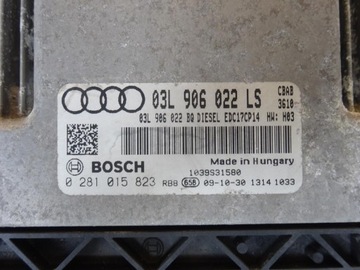 03L 906 022 LS
CBAB
3610
03L 906 022 BQ DIESEL EDC17CP14 HW: H03
BOSCH
Made in Hungary
1039S31580
0 281 015 823 RB8 658 09-10-30 1314 1033